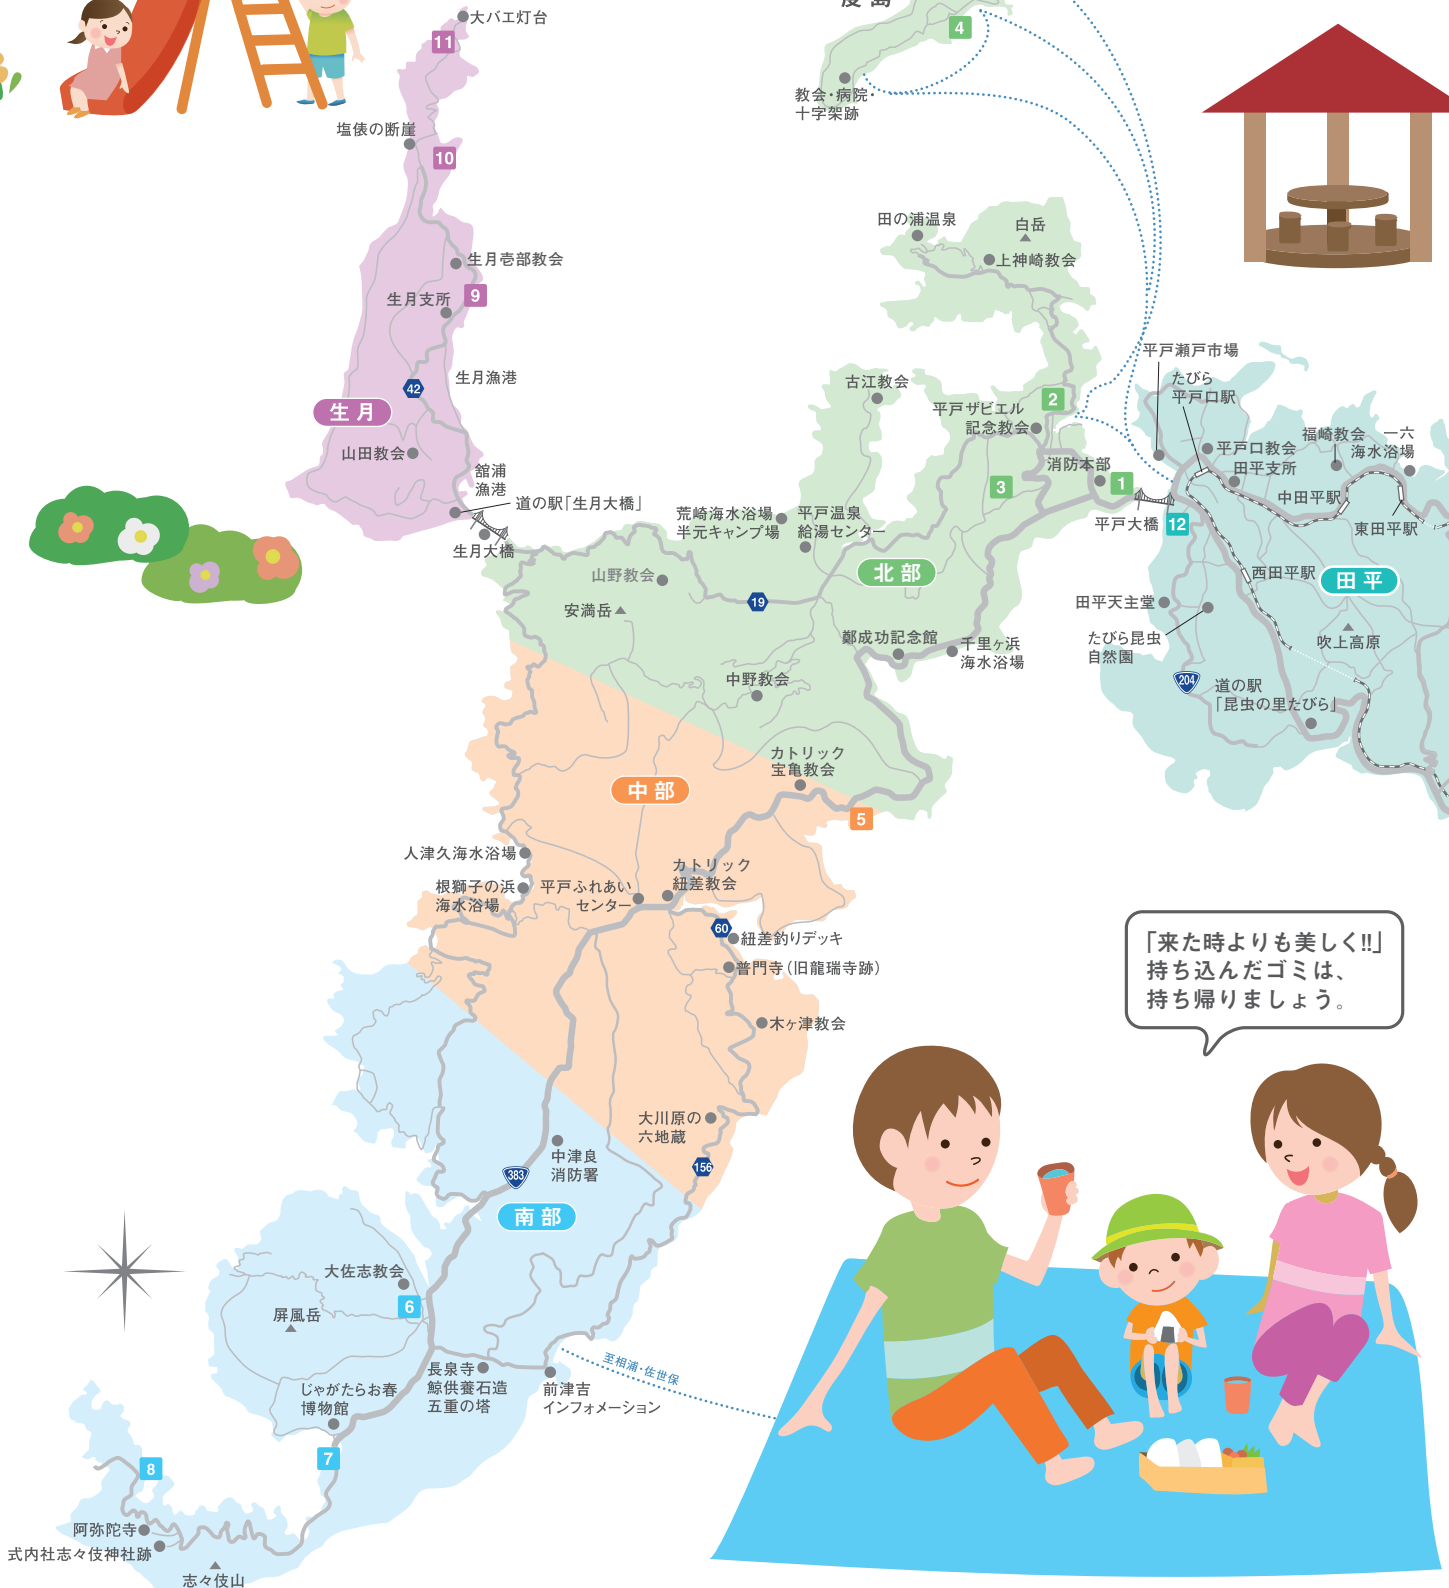 大バエ灯台
11
度島
4
教会・病院・
十字架跡
塩俵の断崖
10
生月壱部教会
生月支所
9
42
生月漁港
生月
山田教会
舘浦
漁港
道の駅「生月大橋」
生月大橋
田の浦温泉
白岳
上神崎教会
古江教会
平戸ザビエル
記念教会
2
消防本部
1
3
平戸大橋
12
荒崎海水浴場
半元キャンプ場
平戸温泉
給湯センター
北部
山野教会
安満岳
19
鄭成功記念館
千里ヶ浜
海水浴場
中野教会
平戸瀬戸市場
たびら
平戸口駅
平戸口教会
田平支所
福崎教会
一六
海水浴場
中田平駅
東田平駅
西田平駅
田平
田平天主堂
たびら昆虫
自然園
吹上高原
204
道の駅
「昆虫の里たびら」
カトリック
宝亀教会
中部
5
人津久海水浴場
根獅子の浜
海水浴場
平戸ふれあい
センター
カトリック
紐差教会
60
紐差釣りデッキ
普門寺（旧龍瑞寺跡）
木ヶ津教会
大川原の
六地蔵
156
中津良
消防署
383
南部
大佐志教会
6
屏風岳
長泉寺
鯨供養石造
五重の塔
前津吉
インフォメーション
至相浦・佐世保
じゃがたらお春
博物館
7
8
阿弥陀寺
式内社志々伎神社跡
志々伎山
「来た時よりも美しく!!」
持ち込んだゴミは、
持ち帰りましょう。